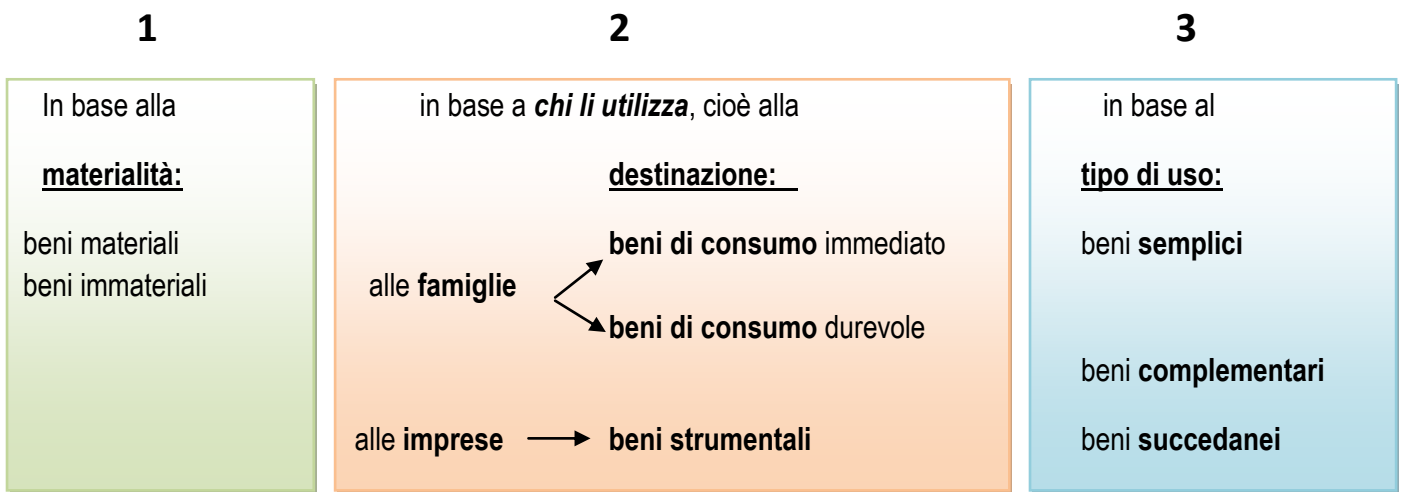 1
In base alla
materialità:
beni materiali
beni immateriali
2
in base a chi li utilizza, cioè alla
destinazione:
beni di consumo immediato
alle famiglie
beni di consumo durevole
alle imprese
beni strumentali
3
in base al
tipo di uso:
beni semplici
beni complementari
beni succedanei